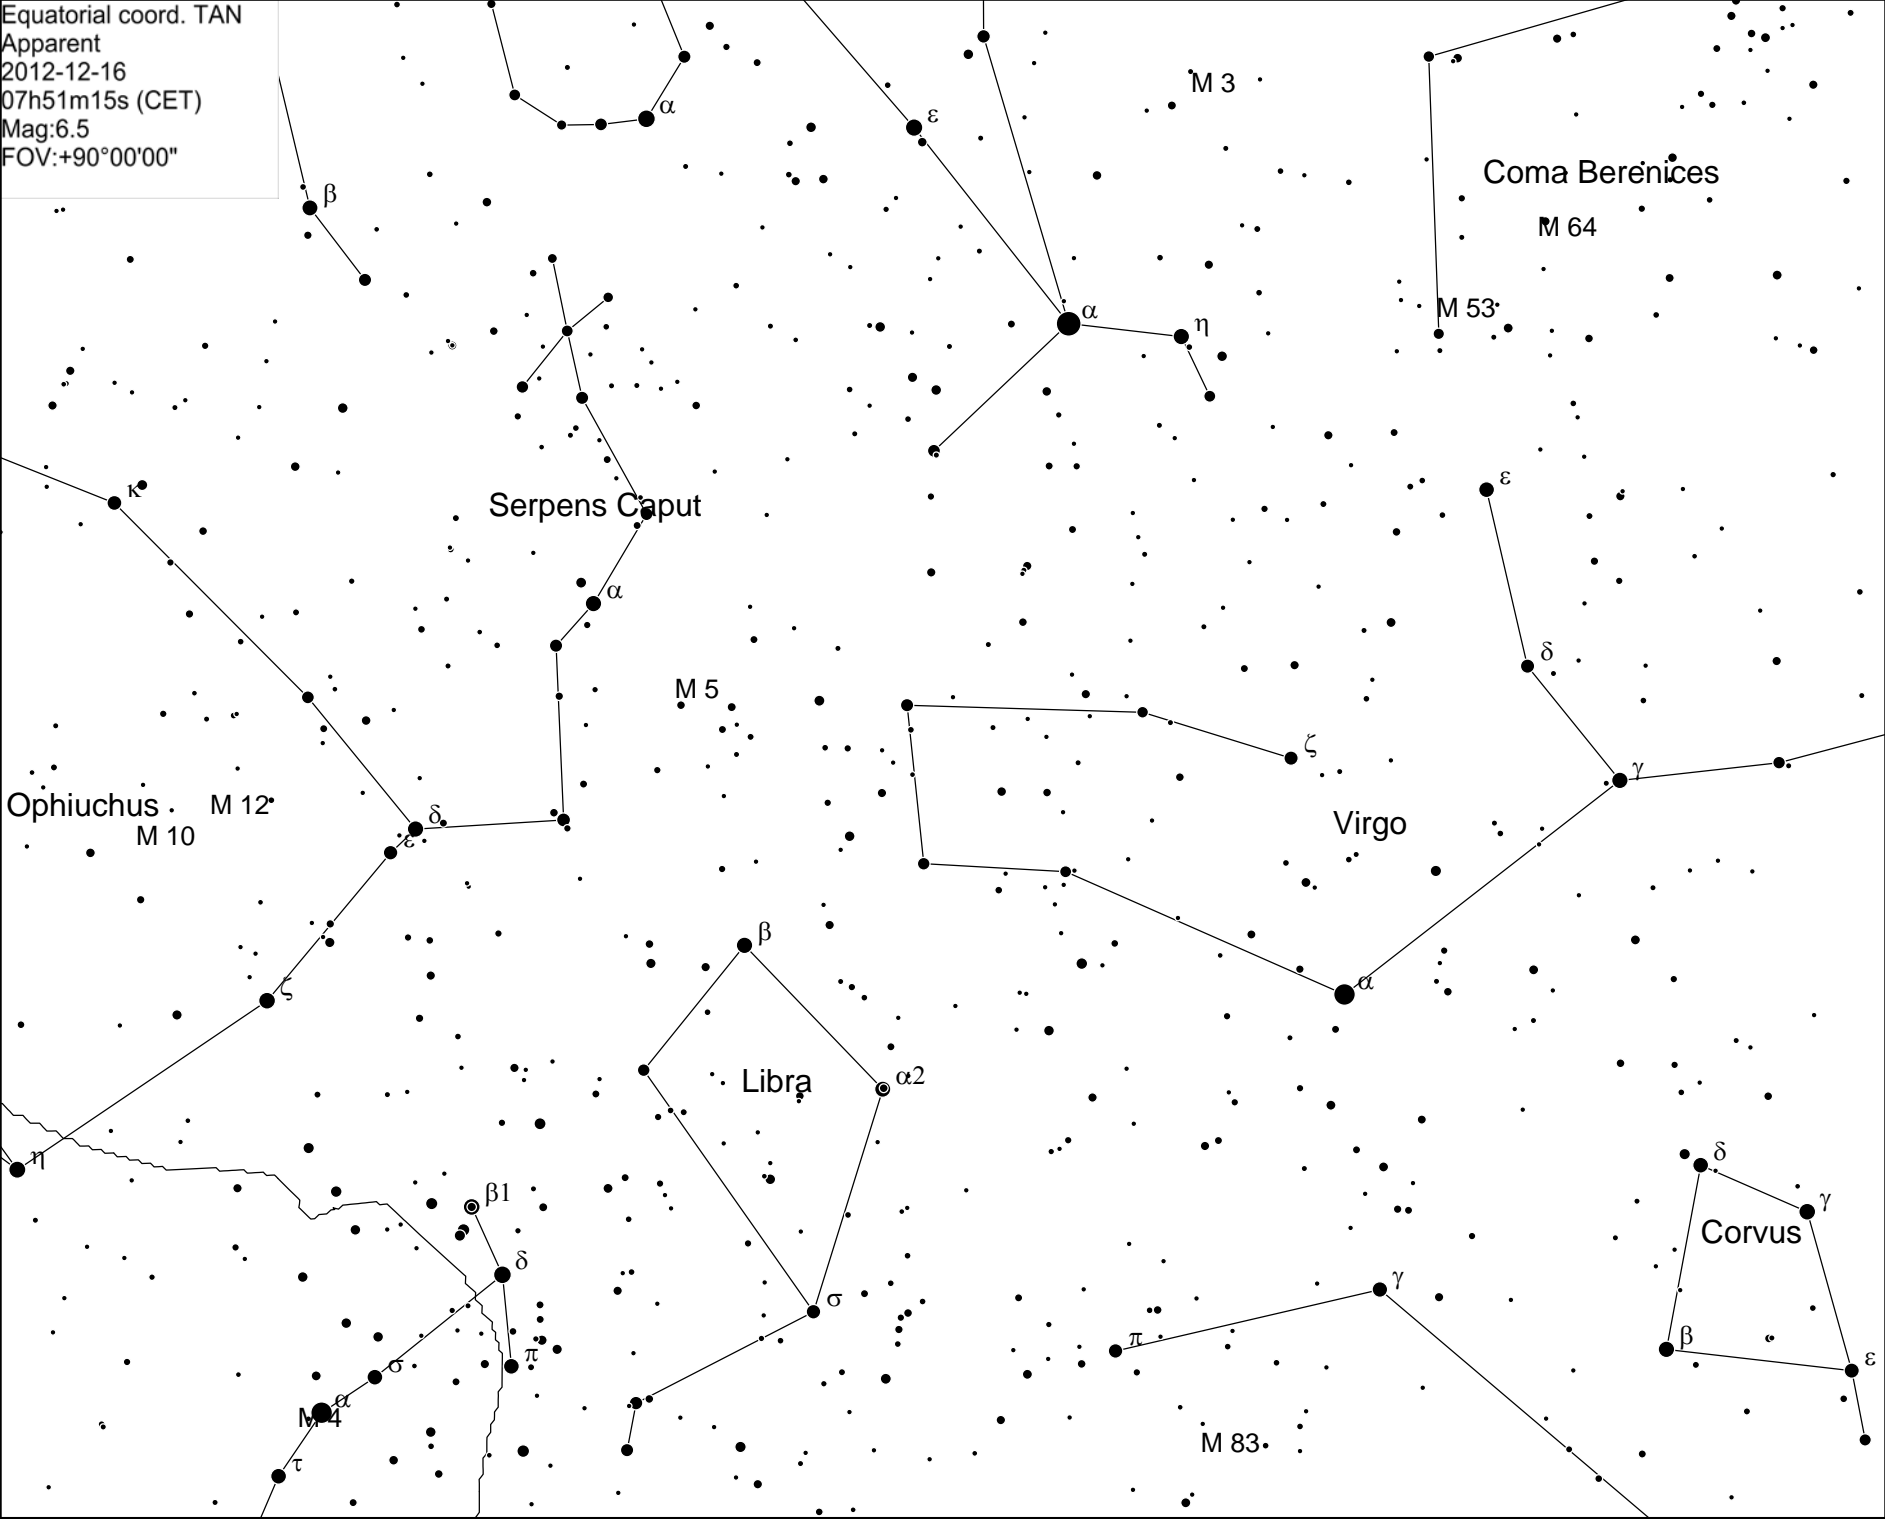 Equatorial coord. TAN
Apparent
2012-12-16
07h51m15s (CET)
Mag:6.5
FOV:+90°00'00"
α
ε
M 3
β
Coma Berenices
M 64
α
η
M 53
κ
Serpens Caput
ε
α
δ
M 5
ζ
γ
Ophiuchus
M 12
M 10
δ
ε
Virgo
β
ζ
α
Libra
α2
η
β1
δ
γ
Corvus
δ
γ
σ
π
π
β
ε
σ
α
M 4
M 83
τ